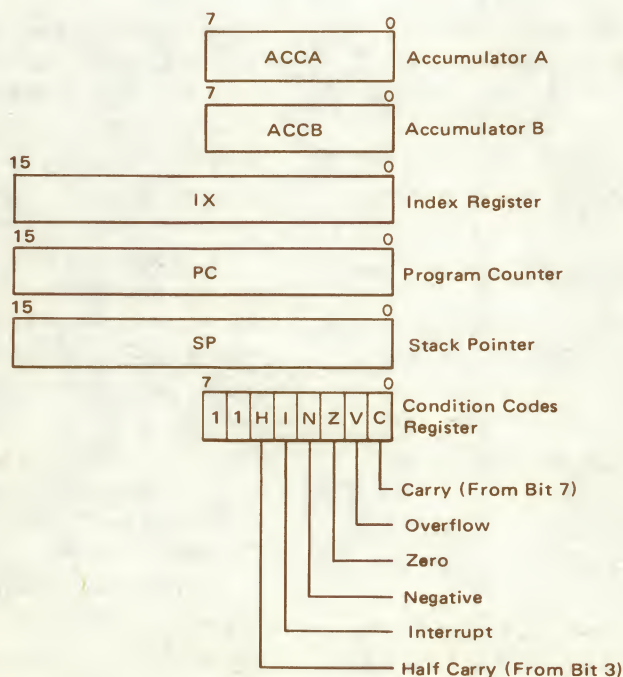 7 0
ACCA Accumulator A
7 0
ACCB Accumulator B
15 0
IX Index Register
15 0
PC Program Counter
15 0
SP Stack Pointer
7 0
1 1 H I N Z V C Condition Codes
Register
Carry (From Bit 7)
Overflow
Zero
Negative
Interrupt
Half Carry (From Bit 3)